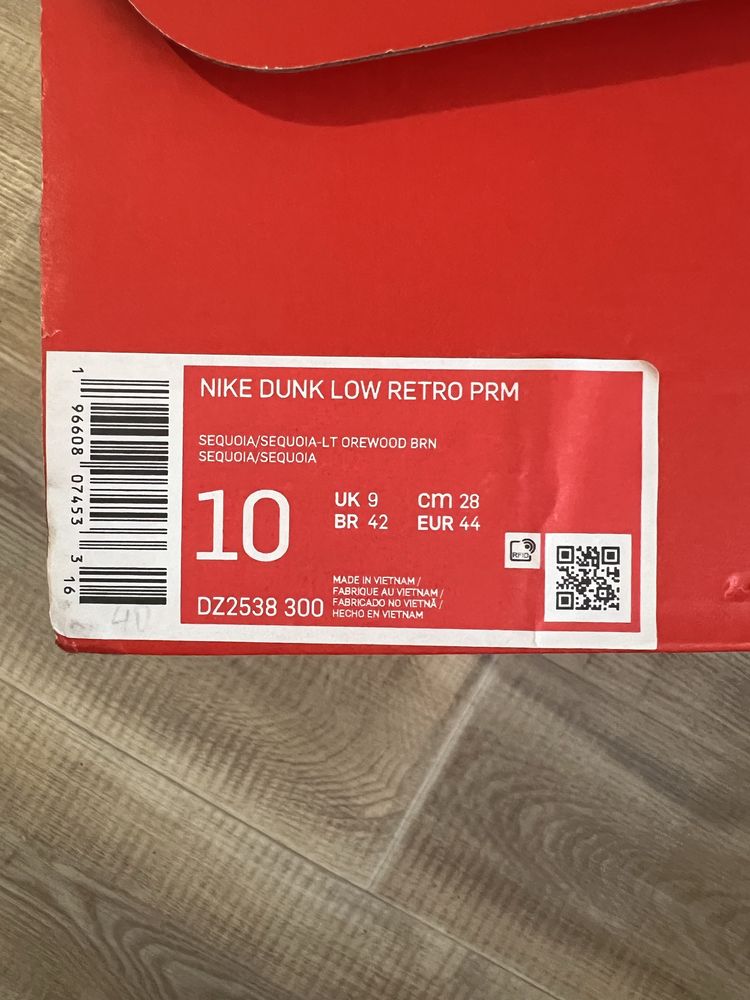 NIKE DUNK LOW RETRO PRM
SEQUOIA/SEQUOIA-LT OREWOOD BRN
SEQUOIA/SEQUOIA
10
UK 9 cm 28
BR 42 EUR 44
RFID
DZ2538 300
MADE IN VIETNAM /
FABRIQUE AU VIETNAM /
FABRICADO NO VIETNÃ /
HECHO EN VIETNAM
1 96608 07453 3 16